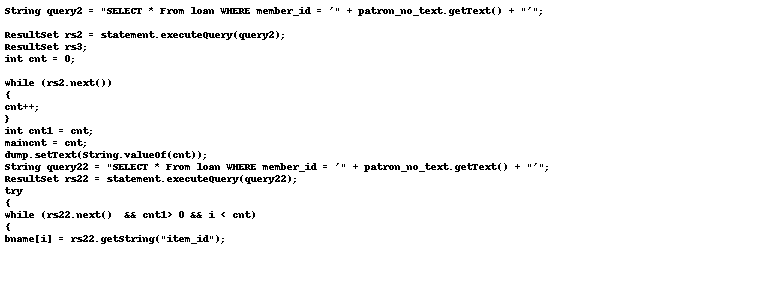 String query2 = "SELECT * From loan WHERE member_id = '" + patron_no_text.getText() + "'";
ResultSet rs2 = statement.executeQuery(query2);
ResultSet rs3;
int cnt = 0;
while (rs2.next())
{
cnt++;
}
int cnt1 = cnt;
maincnt = cnt;
dump.setText(String.valueOf(cnt));
String query22 = "SELECT * From loan WHERE member_id = '" + patron_no_text.getText() + "'";
ResultSet rs22 = statement.executeQuery(query22);
try
{
while (rs22.next()  && cnt1> 0 && i < cnt)
{
bname[i] = rs22.getString("item_id");